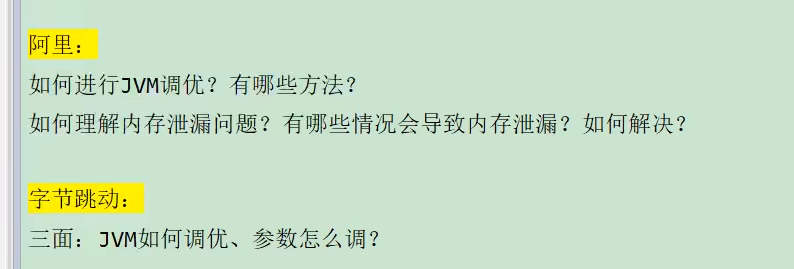 阿里：
如何进行JVM调优？有哪些方法？
如何理解内存泄漏问题？有哪些情况会导致内存泄漏？如何解决？
字节跳动：
三面：JVM如何调优、参数怎么调？